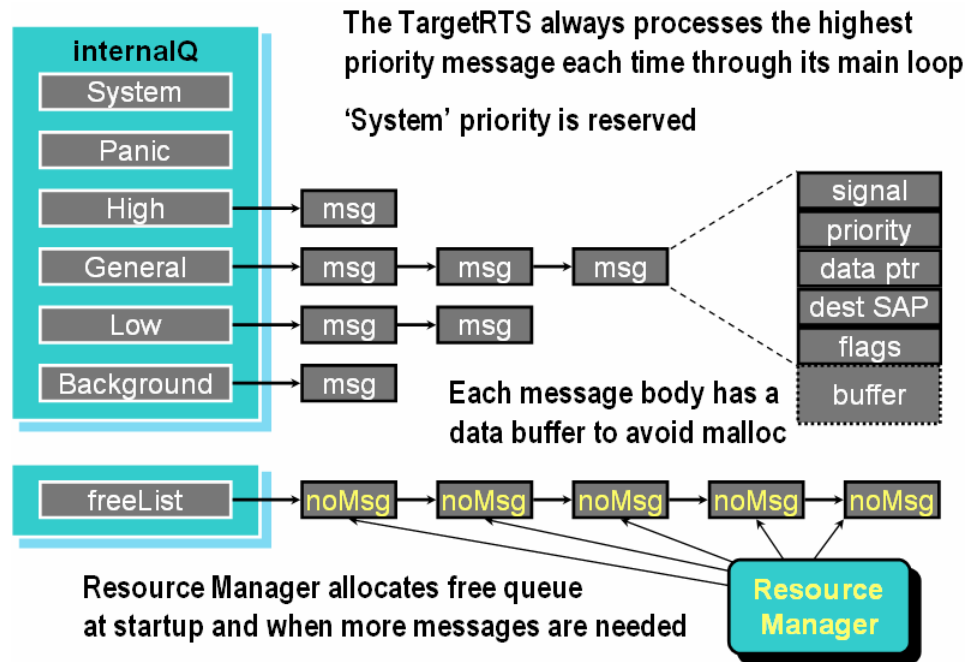 The TargetRTS always processes the highest
priority message each time through its main loop
‘System’ priority is reserved
internalQ
System
Panic
High
msg
General
msg
msg
msg
Low
msg
msg
Background
msg
signal
priority
data ptr
dest SAP
flags
buffer
Each message body has a
data buffer to avoid malloc
freeList
noMsg
noMsg
noMsg
noMsg
noMsg
Resource Manager allocates free queue
at startup and when more messages are needed
Resource
Manager